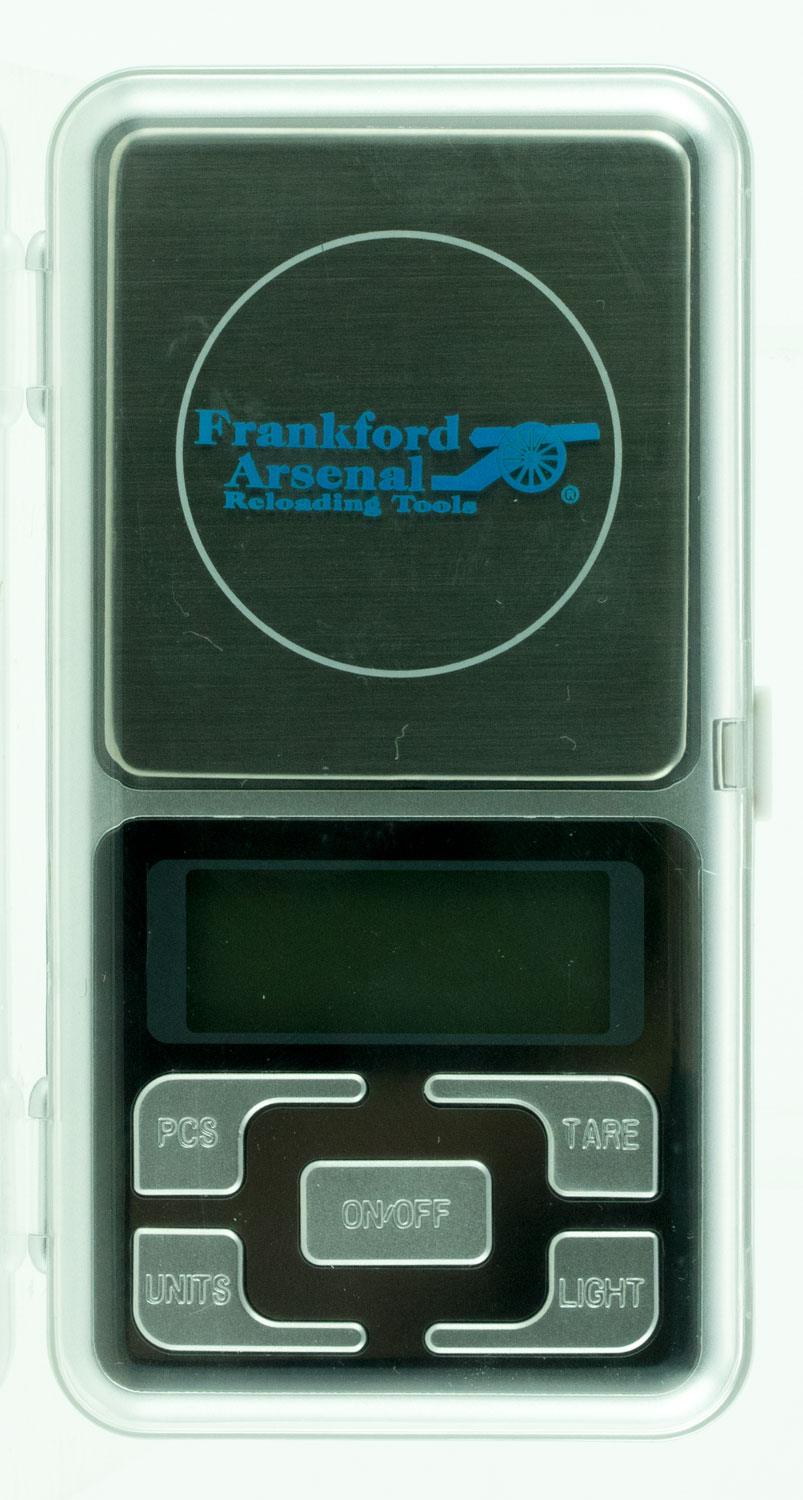 Frankford
Arsenal
Reloading Tools
®
PCS
TARE
ON/OFF
UNITS
LIGHT